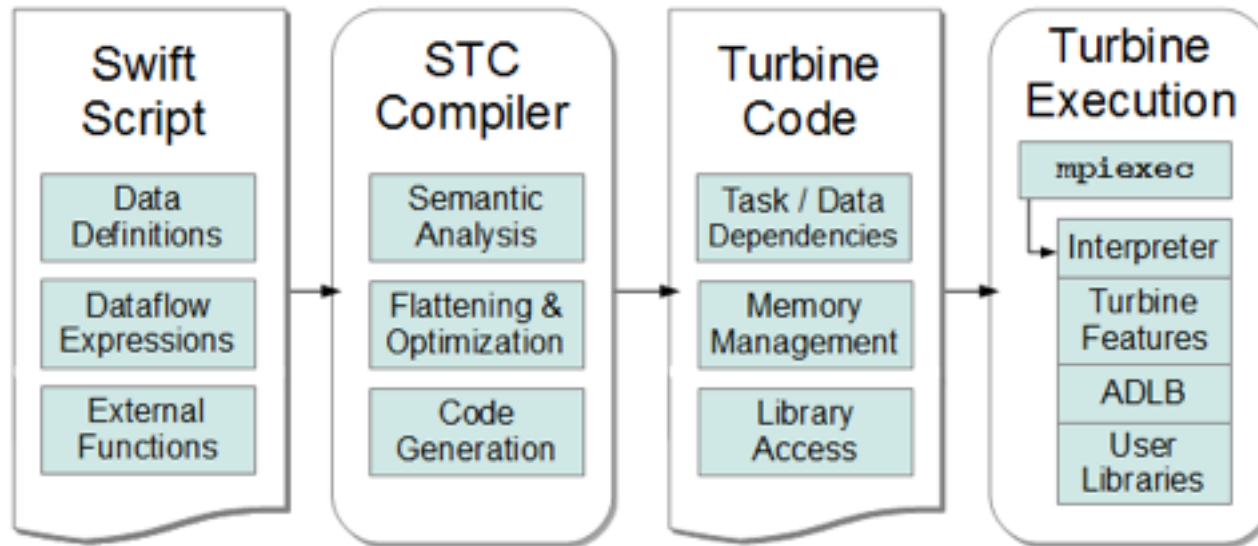 Swift
Script
Data
Definitions
Dataflow
Expressions
External
Functions
STC
Compiler
Semantic
Analysis
Flattening &
Optimization
Code
Generation
Turbine
Code
Task / Data
Dependencies
Memory
Management
Library
Access
Turbine
Execution
mpiexec
Interpreter
Turbine
Features
ADLB
User
Libraries